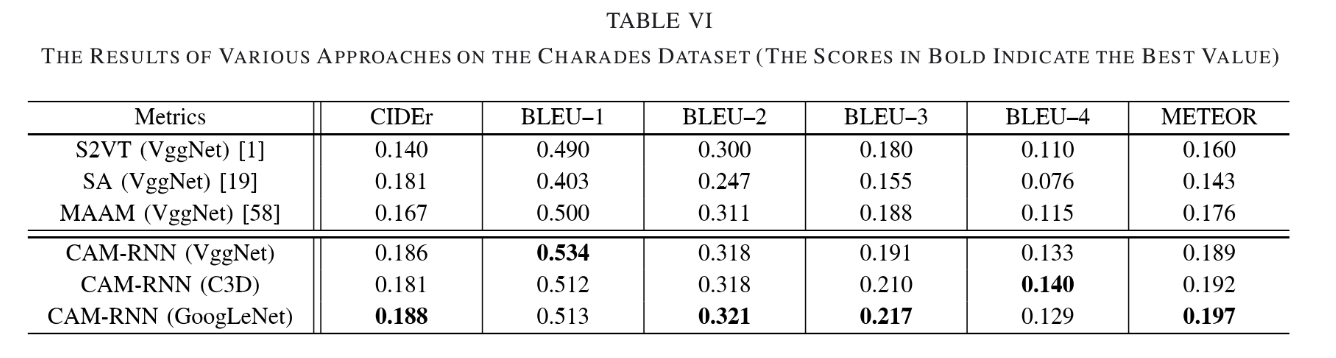 TABLE VI
THE RESULTS OF VARIOUS APPROACHES ON THE CHARADES DATASET (THE SCORES IN BOLD INDICATE THE BEST VALUE)
Metrics CIDEr BLEU–1 BLEU–2 BLEU–3 BLEU–4 METEOR
S2VT (VggNet) [1] 0.140 0.490 0.300 0.180 0.110 0.160
SA (VggNet) [19] 0.181 0.403 0.247 0.155 0.076 0.143
MAAM (VggNet) [58] 0.167 0.500 0.311 0.188 0.115 0.176
CAM-RNN (VggNet) 0.186 0.534 0.318 0.191 0.133 0.189
CAM-RNN (C3D) 0.181 0.512 0.318 0.210 0.140 0.192
CAM-RNN (GoogLeNet) 0.188 0.513 0.321 0.217 0.129 0.197